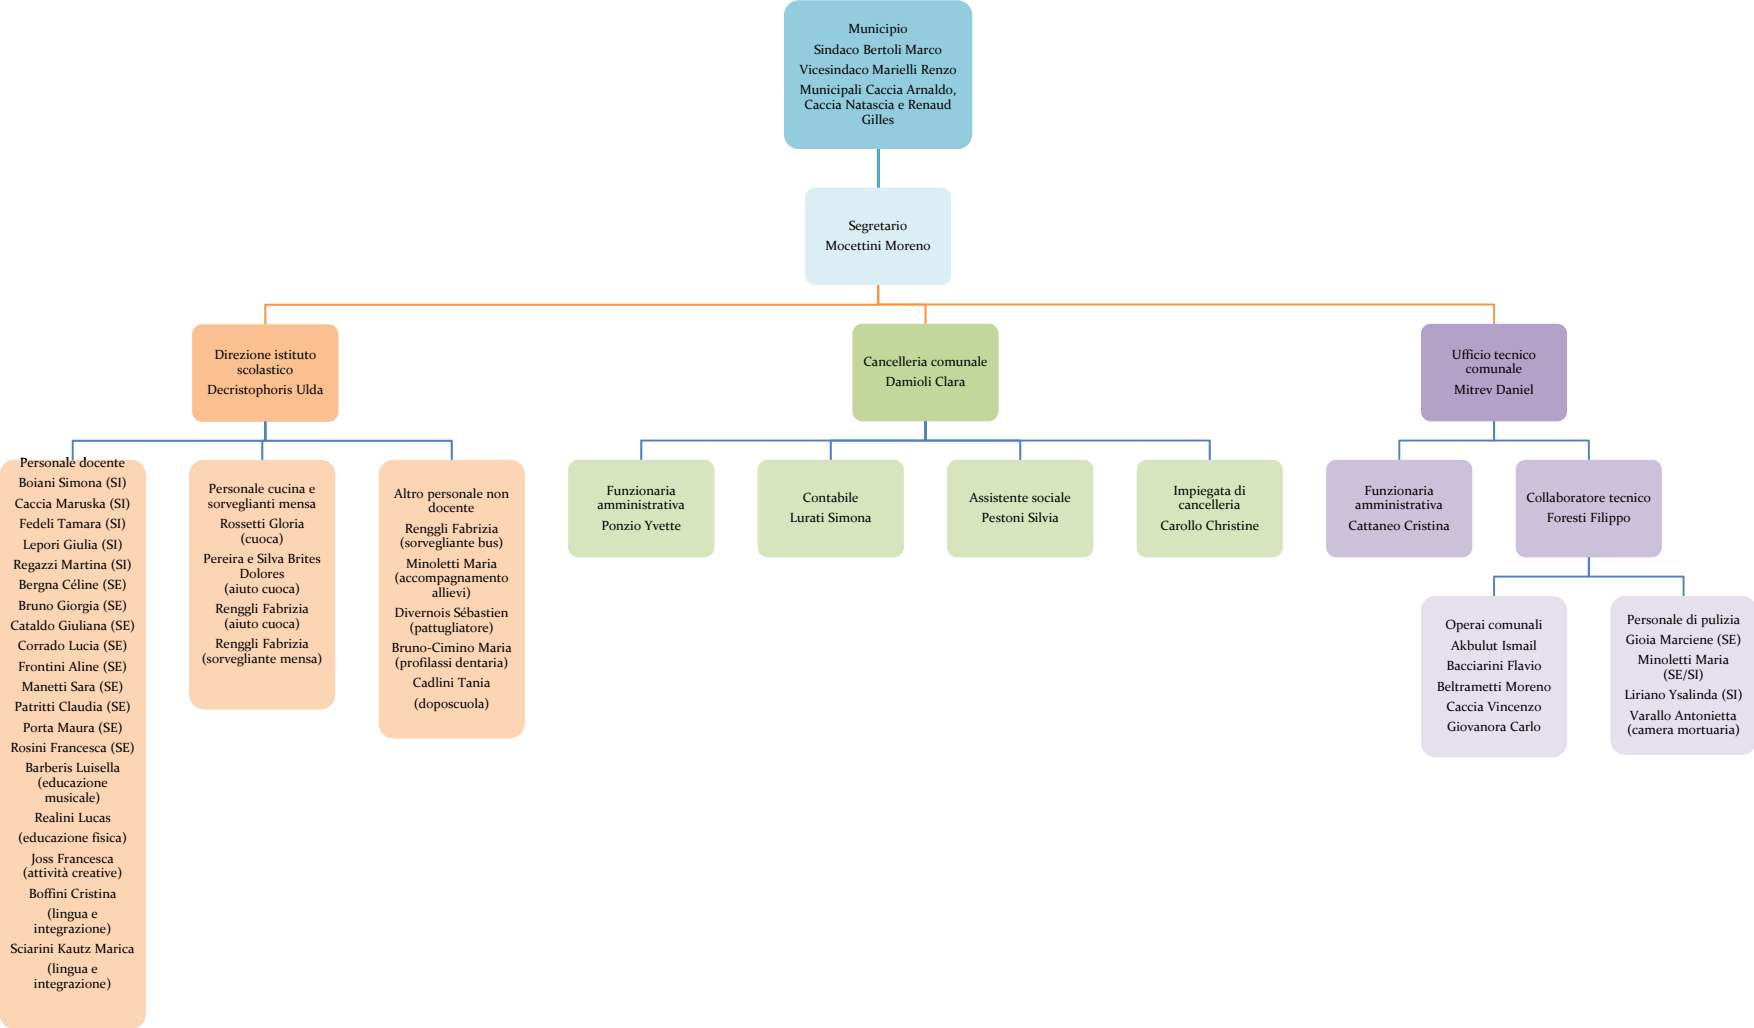 Municipio
Sindaco Bertoli Marco
Vicesindaco Marielli Renzo
Municipali Caccia Arnaldo,
Caccia Natascia e Renaud
Gilles
Segretario
Mocettini Moreno
Direzione istituto
scolastico
Decristophoris Ulda
Cancelleria comunale
Damioli Clara
Ufficio tecnico
comunale
Mitrev Daniel
Personale docente
Boiani Simona (SI)
Caccia Maruska (SI)
Fedeli Tamara (SI)
Lepori Giulia (SI)
Regazzi Martina (SI)
Bergna Céline (SE)
Bruno Giorgia (SE)
Cataldo Giuliana (SE)
Corrado Lucia (SE)
Frontini Aline (SE)
Manetti Sara (SE)
Patritti Claudia (SE)
Porta Maura (SE)
Rosini Francesca (SE)
Barberis Luisella
(educazione
musicale)
Realini Lucas
(educazione fisica)
Joss Francesca
(attività creative)
Boffini Cristina
(lingua e
integrazione)
Sciarini Kautz Marica
(lingua e
integrazione)
Personale cucina e
sorveglianti mensa
Rossetti Gloria
(cuoca)
Pereira e Silva Brites
Dolores
(aiuto cuoca)
Renggli Fabrizia
(aiuto cuoca)
Renggli Fabrizia
(sorvegliante mensa)
Altro personale non
docente
Renggli Fabrizia
(sorvegliante bus)
Minoletti Maria
(accompagnamento
allievi)
Divernois Sébastien
(pattugliatore)
Bruno-Cimino Maria
(profilassi dentaria)
Cadlini Tania
(doposcuola)
Funzionaria
amministrativa
Ponzio Yvette
Contabile
Lurati Simona
Assistente sociale
Pestoni Silvia
Impiegata di
cancelleria
Carollo Christine
Funzionaria
amministrativa
Cattaneo Cristina
Collaboratore tecnico
Foresti Filippo
Operai comunali
Akbulut Ismail
Bacciarini Flavio
Beltrametti Moreno
Caccia Vincenzo
Giovanora Carlo
Personale di pulizia
Gioia Marciene (SE)
Minoletti Maria
(SE/SI)
Liriano Ysalinda (SI)
Varallo Antonietta
(camera mortuaria)